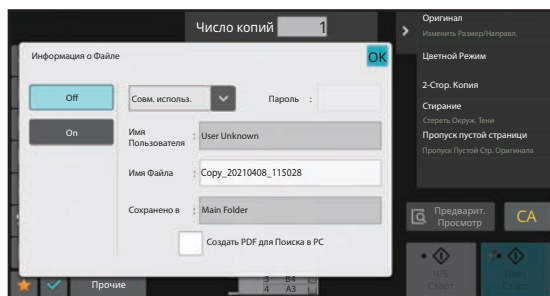 Число копий 1
Информация о Файле
OK
Off
On
Совм. использ.
Пароль :
Имя Пользователя : User Unknown
Имя Файла : Copy_20210408_115028
Сохранено в : Main Folder
Создать PDF для Поиска в PC
Оригинал
Изменить Размер/Направл.
Цветной Режим
2-Стор. Копия
Стирание
Стереть Окруж. Тени
Пропуск пустой страници
Пропуск Пустой Стр. Оригинала
Предварит. Просмотр
CA
Ч/Б Старт
Цвет Старт
Прочие
3 B4
4 A3